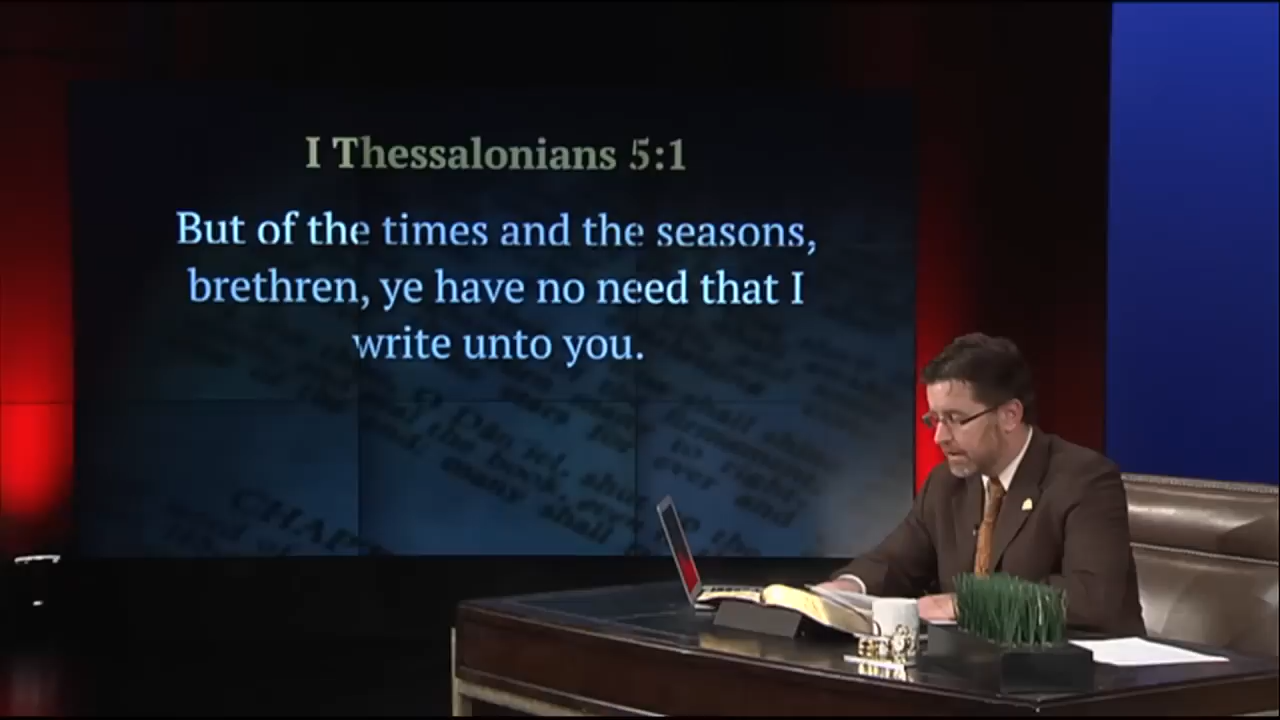 I Thessalonians 5:1
But of the times and the seasons,
brethren, ye have no need that I
write unto you.
CHAP